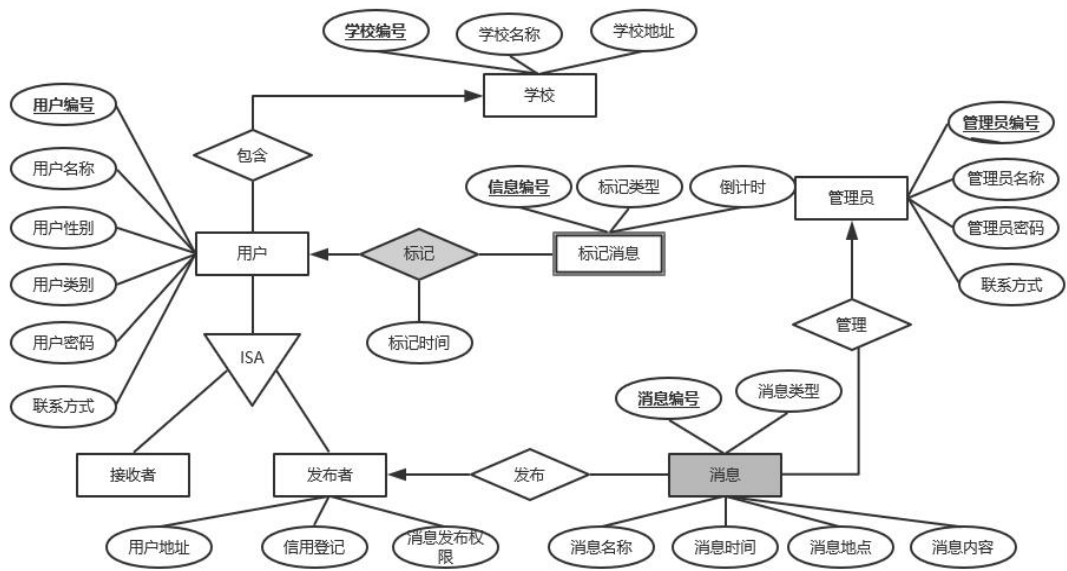 学校编号
学校名称
学校地址
学校
用户编号
管理员编号
包含
用户名称
信息编号
标记类型
倒计时
管理员
管理员名称
用户性别
管理员密码
用户
标记
标记消息
用户类别
联系方式
管理
用户密码
标记时间
ISA
消息编号
消息类型
联系方式
接收者
发布者
发布
消息
用户地址
信用登记
消息发布权
限
消息名称
消息时间
消息地点
消息内容